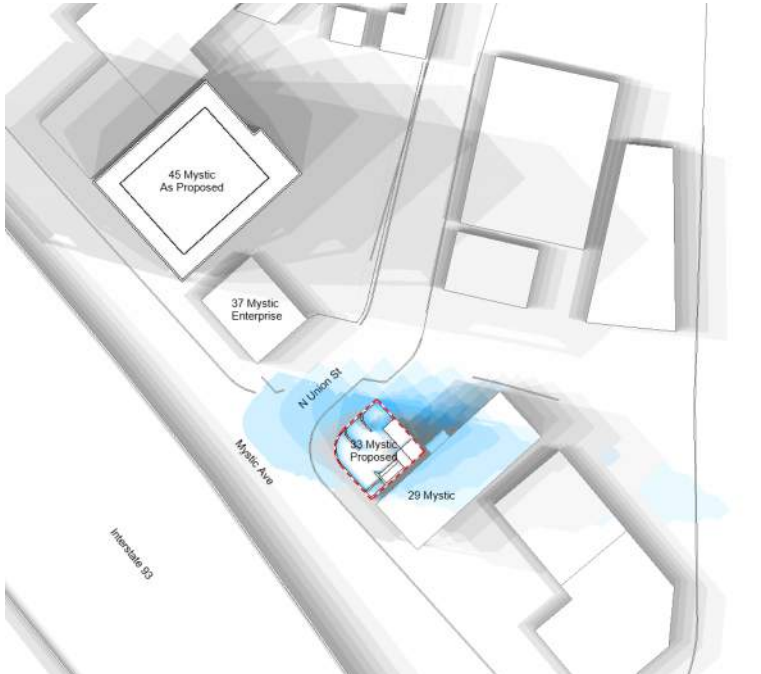 45 Mystic
As Proposed
37 Mystic
Enterprise
N Union St
33 Mystic
Proposed
Mystic Ave
29 Mystic
Interstate 93